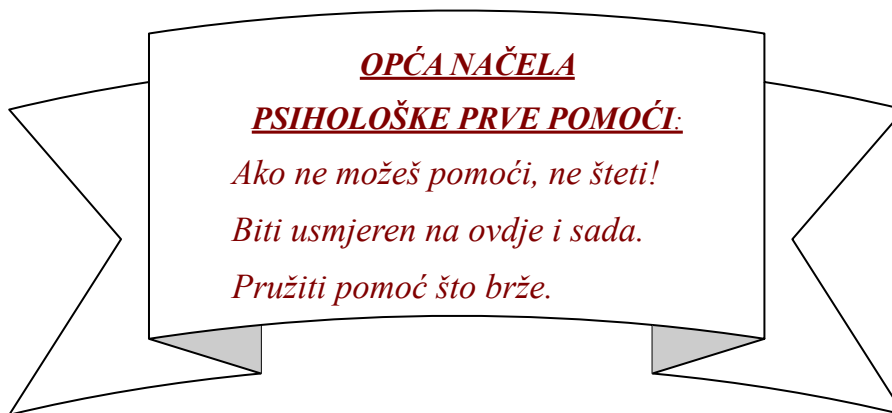 OPĆA NAČELA
PSIHOLOŠKE PRVE POMOĆI:
Ako ne možeš pomoći, ne šteti!
Biti usmjeren na ovdje i sada.
Pružiti pomoć što brže.